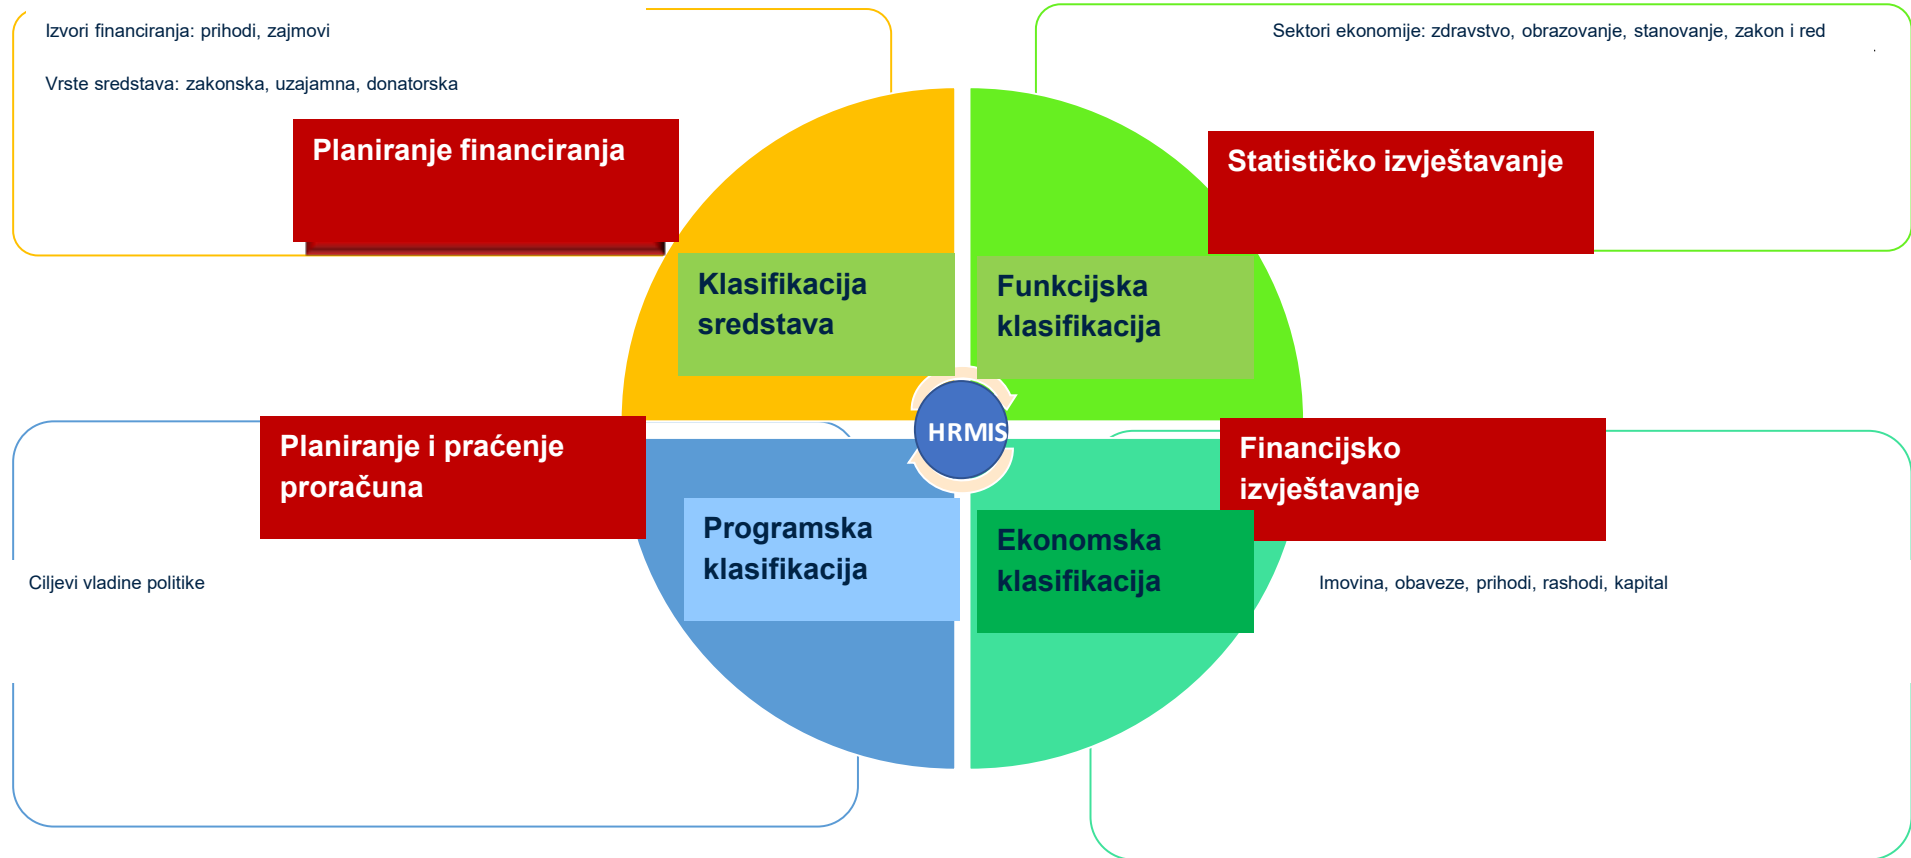 Izvori financiranja: prihodi, zajmovi
Vrste sredstava: zakonska, uzajamna, donatorska
Planiranje financiranja
Klasifikacija
sredstava
Sektori ekonomije: zdravstvo, obrazovanje, stanovanje, zakon i red
.
Statističko izvještavanje
Funkcijska
klasifikacija
HRMIS
Planiranje i praćenje
proračuna
Programska
klasifikacija
Ciljevi vladine politike
Financijsko
izvještavanje
Ekonomska
klasifikacija
Imovina, obaveze, prihodi, rashodi, kapital